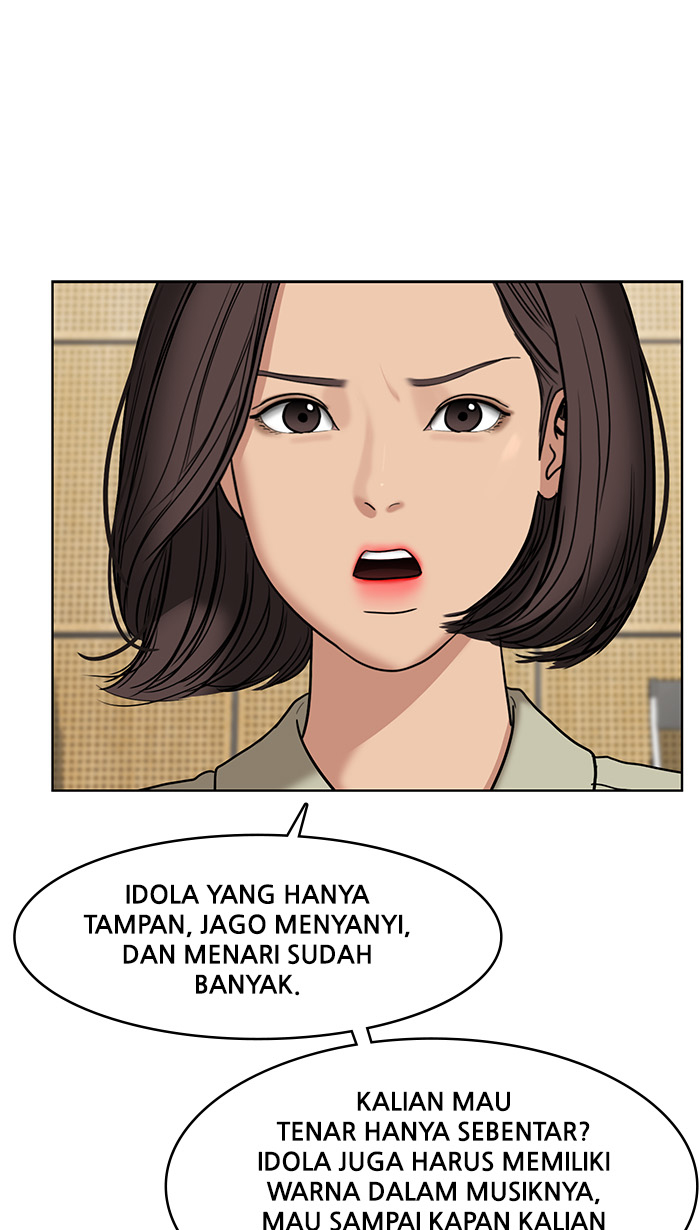 IDOLA YANG HANYA
TAMPAN, JAGO MENYANYI,
DAN MENARI SUDAH
BANYAK.
KALIAN MAU
TENAR HANYA SEBENTAR?
IDOLA JUGA HARUS MEMILIKI
WARNA DALAM MUSIKNYA,
MAU SAMPAI KAPAN KALIAN